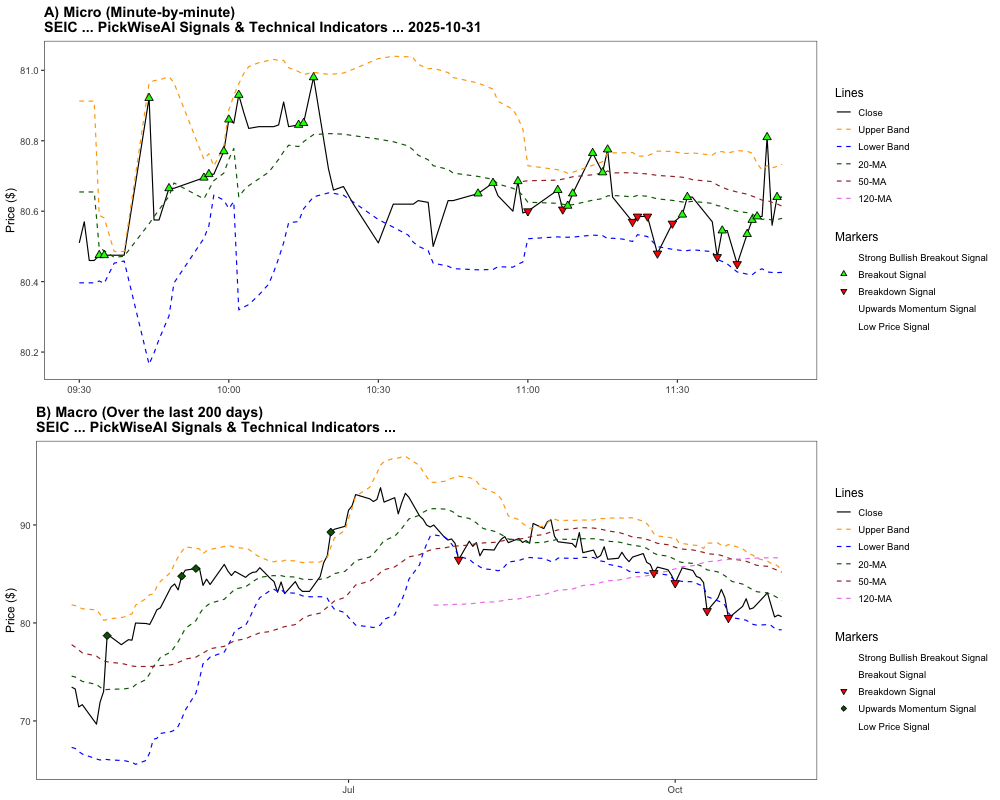 A) Micro (Minute-by-minute)
SEIC ... PickWiseAI Signals & Technical Indicators ... 2025-10-31
Price ($)
81.0
80.8
80.6
80.4
80.2
09:30
10:00
10:30
11:00
11:30
Lines
Close
Upper Band
Lower Band
20-MA
50-MA
120-MA
Markers
Strong Bullish Breakout Signal
Breakout Signal
Breakdown Signal
Upwards Momentum Signal
Low Price Signal
B) Macro (Over the last 200 days)
SEIC ... PickWiseAI Signals & Technical Indicators ...
Price ($)
90
80
70
Jul
Oct
Lines
Close
Upper Band
Lower Band
20-MA
50-MA
120-MA
Markers
Strong Bullish Breakout Signal
Breakout Signal
Breakdown Signal
Upwards Momentum Signal
Low Price Signal